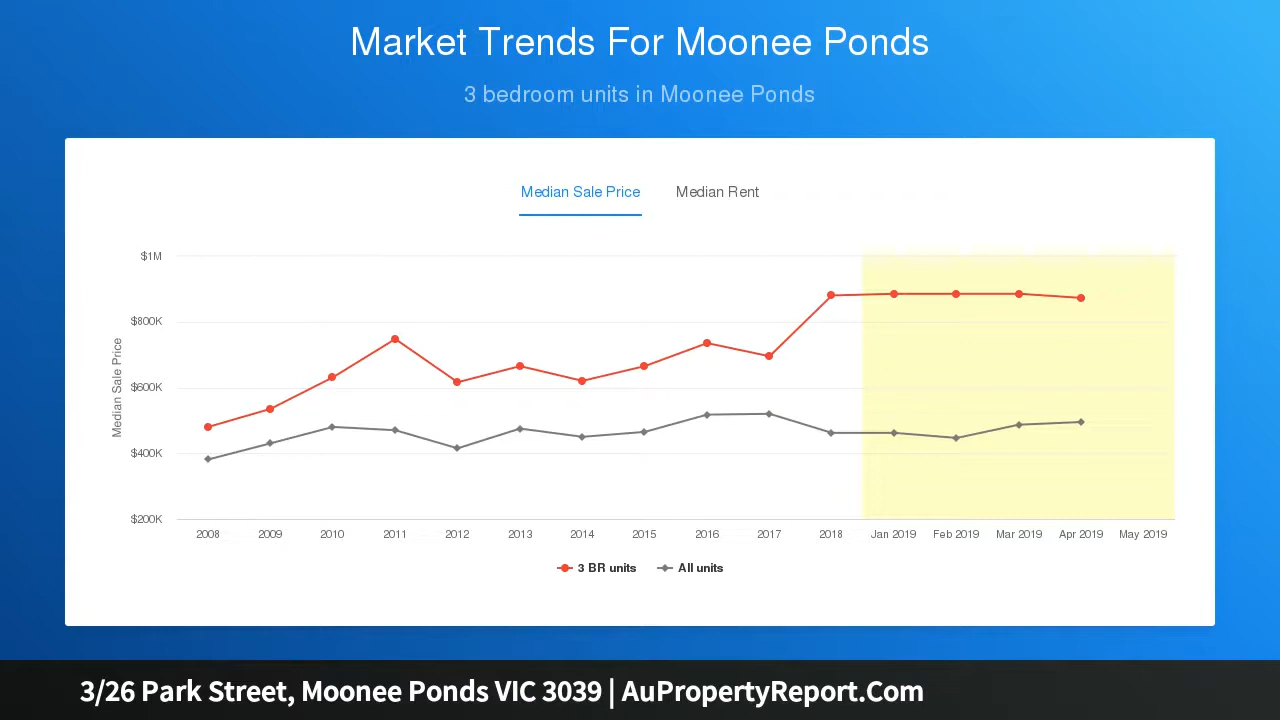 Market Trends For Moonee Ponds
3 bedroom units in Moonee Ponds
Median Sale Price Median Rent
$1M
$800K
$600K
$400K
$200K
Median Sale Price
2008 2009 2010 2011 2012 2013 2014 2015 2016 2017 2018 Jan 2019 Feb 2019 Mar 2019 Apr 2019 May 2019
3 BR units All units
3/26 Park Street, Moonee Ponds VIC 3039 | AuPropertyReport.Com